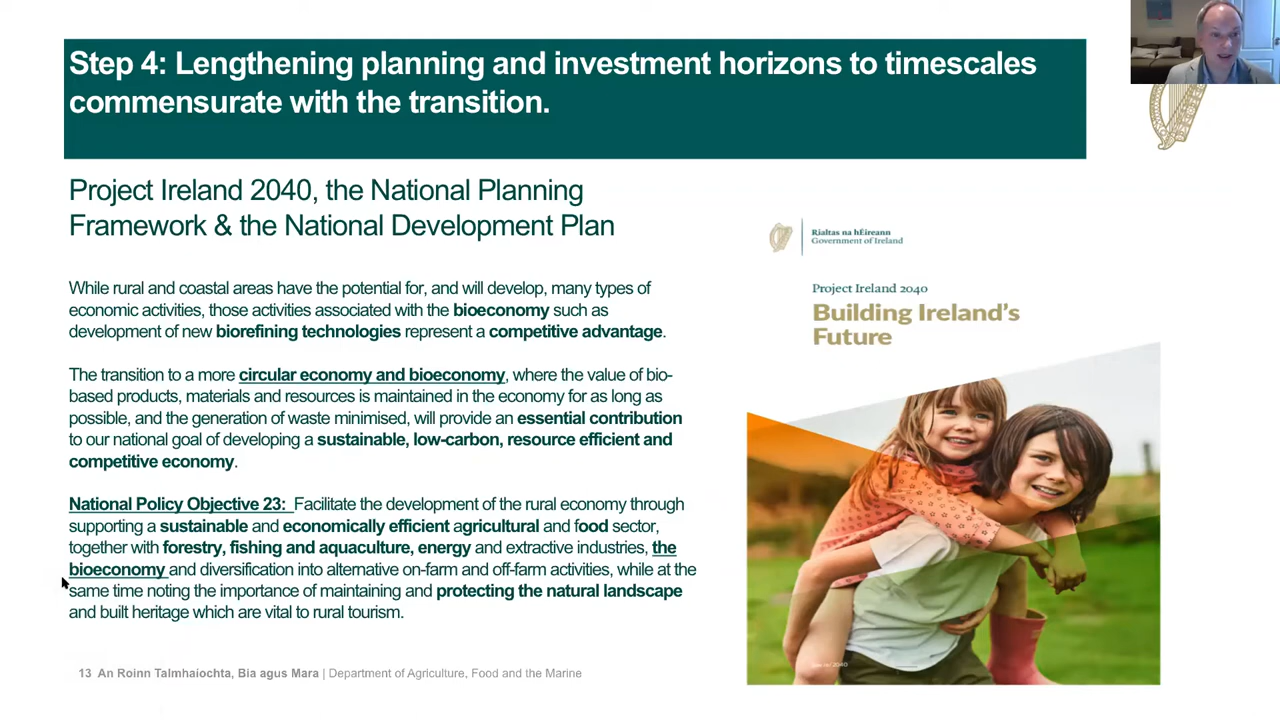 Step 4: Lengthening planning and investment horizons to timescales
commensurate with the transition.
Project Ireland 2040, the National Planning
Framework & the National Development Plan
While rural and coastal areas have the potential for, and will develop, many types of
economic activities, those activities associated with the bioeconomy such as
development of new biorefining technologies represent a competitive advantage.
The transition to a more circular economy and bioeconomy, where the value of bio-
based products, materials and resources is maintained in the economy for as long as
possible, and the generation of waste minimised, will provide an essential contribution
to our national goal of developing a sustainable, low-carbon, resource efficient and
competitive economy.
National Policy Objective 23: Facilitate the development of the rural economy through
supporting a sustainable and economically efficient agricultural and food sector,
together with forestry, fishing and aquaculture, energy and extractive industries, the
bioeconomy and diversification into alternative on-farm and off-farm activities, while at the
same time noting the importance of maintaining and protecting the natural landscape
and built heritage which are vital to rural tourism.
Rialtas na hÉireann
Government of Ireland
Project Ireland 2040
Building Ireland's
Future
13 An Roinn Talmhaíochta, Bia agus Mara | Department of Agriculture, Food and the Marine